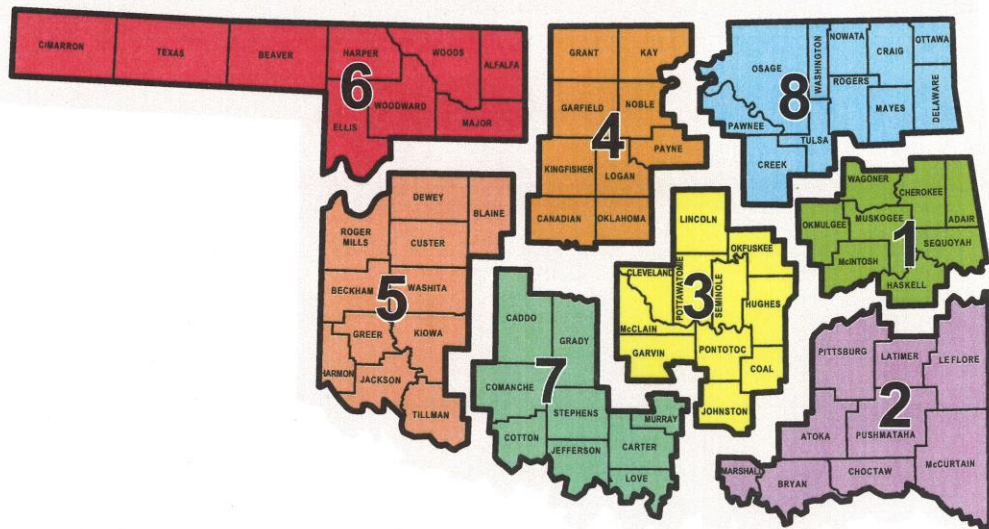 CIMARRON
TEXAS
BEAVER
HARPER
WOODS
ALFALFA
6
WOODWARD
ELLIS
MAJOR
GRANT
KAY
GARFIELD
NOBLE
4
PAYNE
KINGFISHER
LOGAN
CANADIAN
OKLAHOMA
OSAGE
WASHINGTON
NOWATA
CRAIG
OTTAWA
8
ROGERS
MAYES
DELAWARE
PAWNEE
TULSA
CREEK
DEWEY
BLAINE
ROGER
MILLS
CUSTER
BECKHAM
5
WASHITA
GREER
KIOWA
HARMON
JACKSON
TILLMAN
LINCOLN
OKFUSKEE
CLEVELAND
POTTAWATOMIE
3
SEMINOLE
HUGHES
McCLAIN
GARVIN
PONTOTOC
COAL
JOHNSTON
WAGONER
CHEROKEE
ADAIR
OKMULGEE
MUSKOGEE
1
SEQUOYAH
McINTOSH
HASKELL
CADDO
GRADY
7
COMANCHE
STEPHENS
MURRAY
COTTON
JEFFERSON
CARTER
LOVE
PITTSBURG
LATIMER
LEFLORE
2
ATOKA
PUSHMATAHA
McCURTAIN
MARSHALL
BRYAN
CHOCTAW